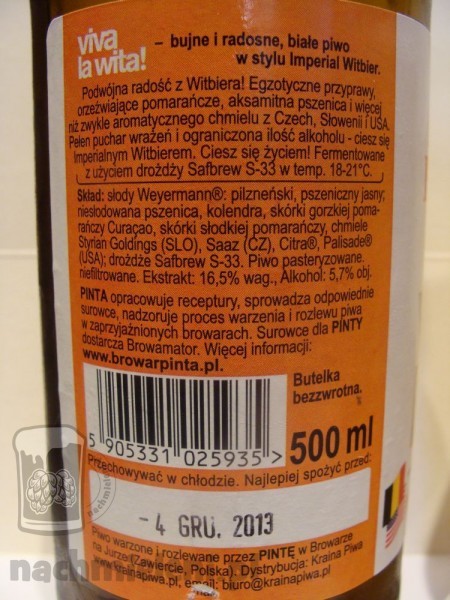 viva
la wita!
– bujne i radosne, białe piwo
w stylu Imperial Witbier.
Podwójna radość z Witbiera! Egzotyczne przyprawy,
orzeźwiające pomarańcze, aksamitna pszenica i więcej
niż zwykle aromatycznego chmielu z Czech, Słowenii i USA.
Pełen puchar wrażeń i ograniczona ilość alkoholu - ciesz się
Imperialnym Witbierem. Ciesz się życiem! Fermentowane
z użyciem drożdży Safbrew S-33 w temp. 18-21°C.
Skład: słody Weyermann®: pilzneński, pszeniczny jasny;
niesłodowana pszenica, kolendra, skórki gorzkiej poma-
rańczy Curaçao, skórki słodkiej pomarańczy, chmiele
Styrian Goldings (SLO), Saaz (CZ), Citra®, Palisade®
(USA); drożdże Safbrew S-33. Piwo pasteryzowane,
niefiltrowane. Ekstrakt: 16,5% wag., Alkohol: 5,7% obj.
PINTA opracowuje receptury, sprowadza odpowiednie
surowce, nadzoruje proces warzenia i rozlewu piwa
w zaprzyjaźnionych browarach. Surowce dla PINTY
dostarcza Browamator. Więcej informacji:
www.browarpinta.pl.
Butelka
bezzwrotna.
5 905331 025935 >
500 ml
Przechowywać w chłodzie. Najlepiej spożyć przed:
- 4 GRU. 2013
Piwo warzone i rozlewane przez PINTĘ w Browarze
na Jurze (Zawiercie, Polska). Dystrybucja: Kraina Piwa
www.krainapiwa.pl, email: biuro@krainapiwa.pl